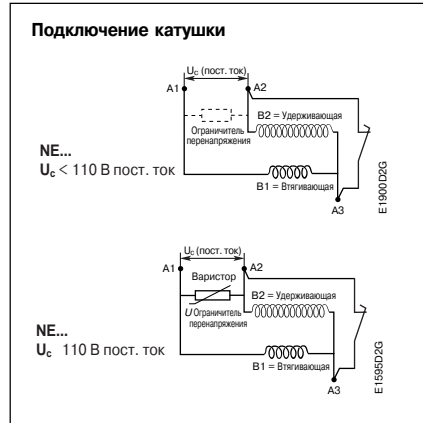 Подключение катушки
Uc (пост. ток)
A1
A2
B2 = Удерживающая
Ограничитель
перенапряжения
NE...
Uc < 110 В пост. ток
B1 = Втягивающая
A3
E1900D2G
Uc (пост. ток)
A1
A2
Варистор
B2 = Удерживающая
U Ограничитель
перенапряжения
NE...
Uc 110 В пост. ток
B1 = Втягивающая
A3
E1595D2G